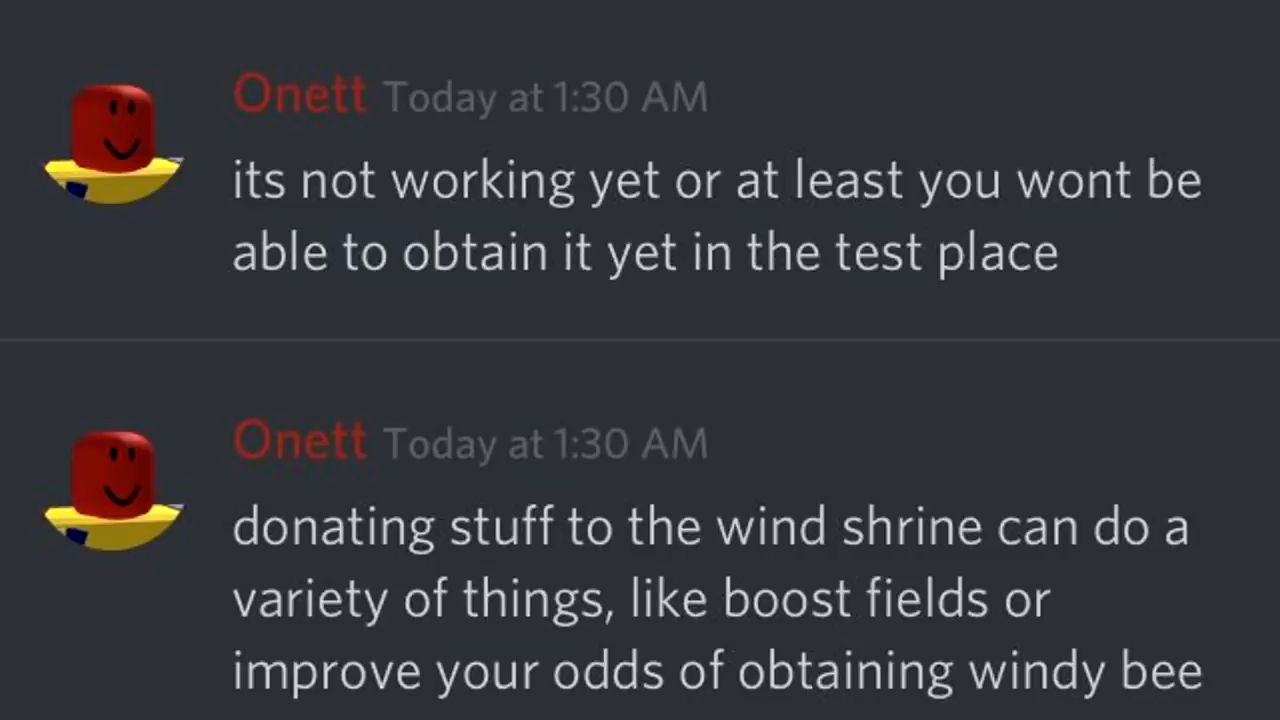 Onett Today at 1:30 AM
its not working yet or at least you wont be
able to obtain it yet in the test place
Onett Today at 1:30 AM
donating stuff to the wind shrine can do a
variety of things, like boost fields or
improve your odds of obtaining windy bee